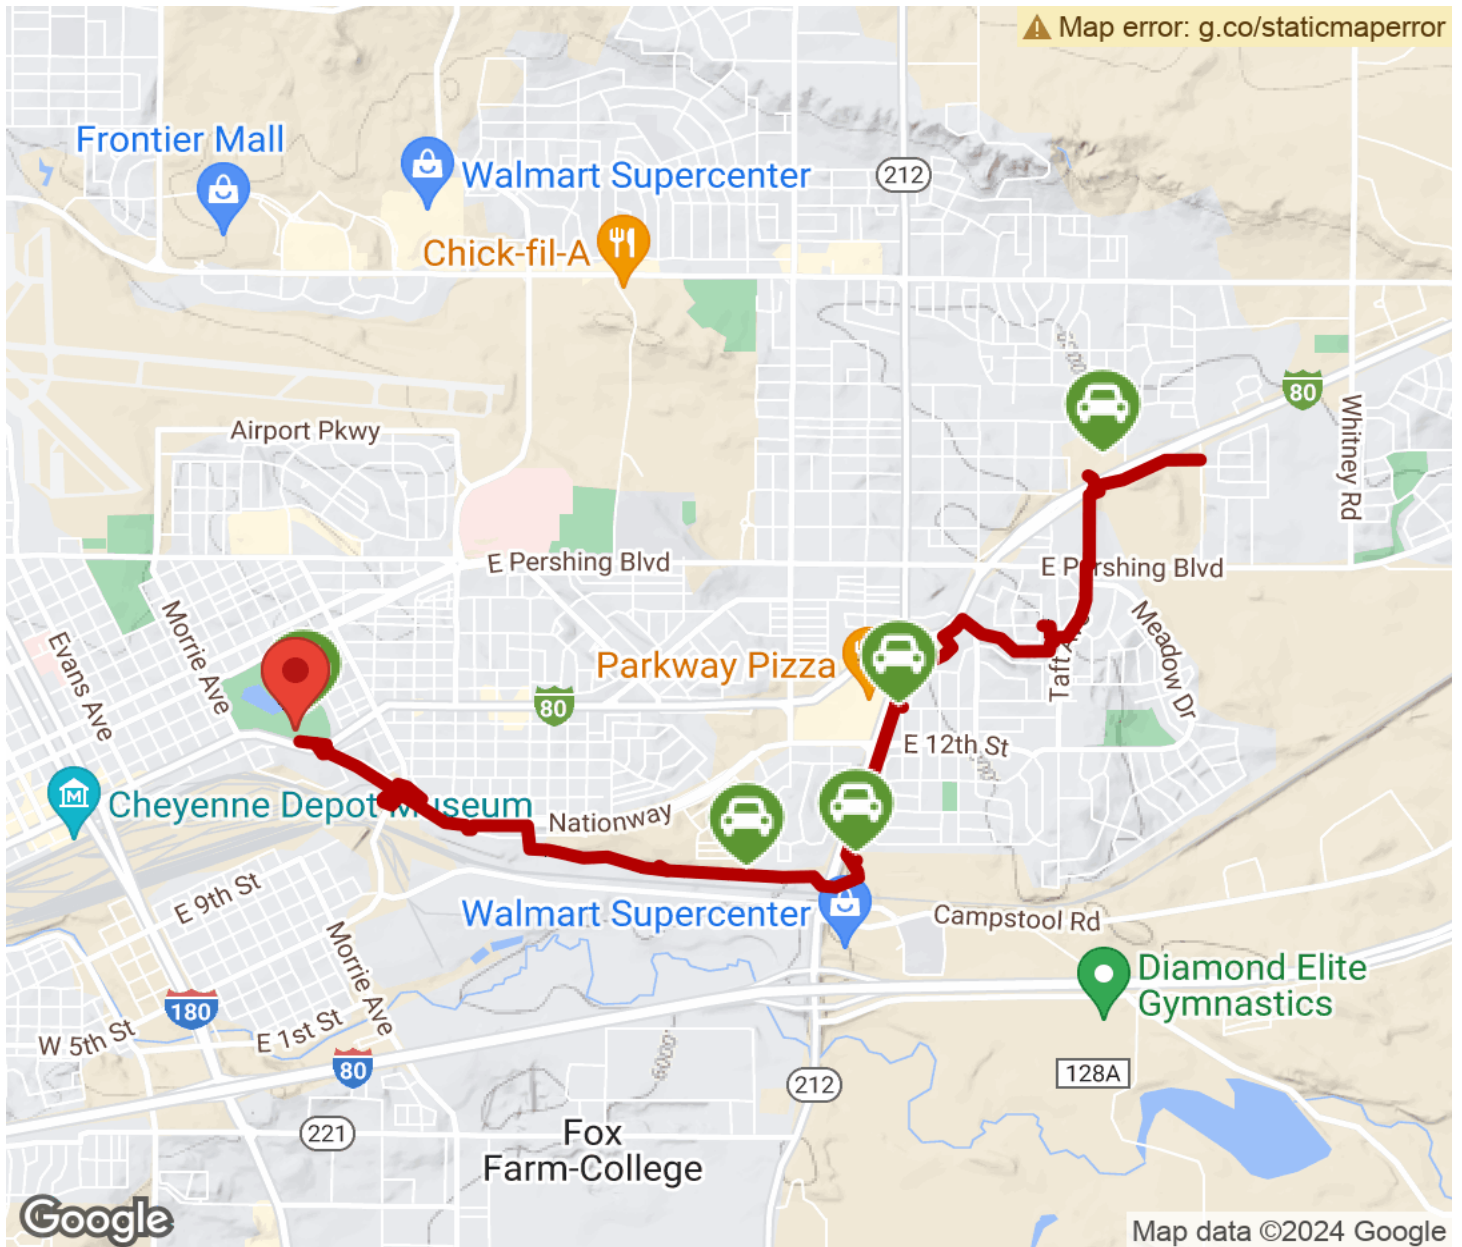 Map error: g.co/staticmaperror
Frontier Mall
Walmart Supercenter
212
Chick-fil-A
6500
80
Whitney Rd
Airport Pkwy
E Pershing Blvd
E Pershing Blvd
Morrie Ave
Evans Ave
Meadow Dr
Taft Ave
Parkway Pizza
80
E 12th St
Cheyenne Depot Museum
Nationway
E 9th St
Walmart Supercenter
Campstool Rd
Morrie Ave
Diamond Elite
Gymnastics
180
E 1st St
W 5th St
80
6000
212
128A
221
Fox
Farm-College
Google
Map data ©2024 Google